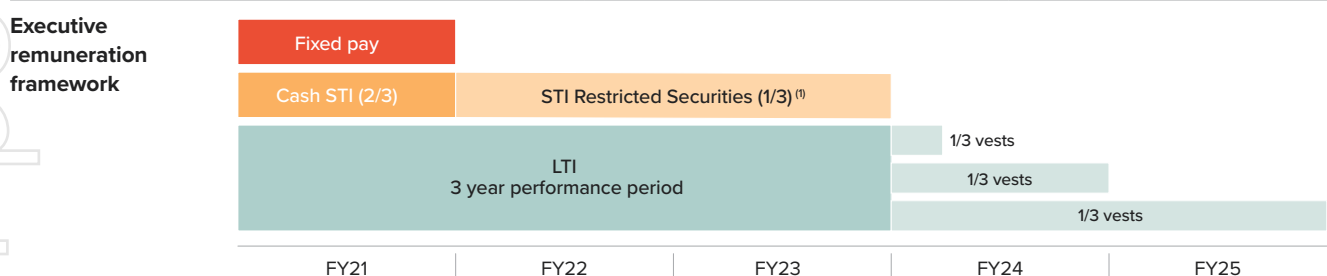 Executive
remuneration
framework
Fixed pay
Cash STI (2/3)
STI Restricted Securities (1/3) (1)
LTI
3 year performance period
1/3 vests
1/3 vests
1/3 vests
FY21
FY22
FY23
FY24
FY25